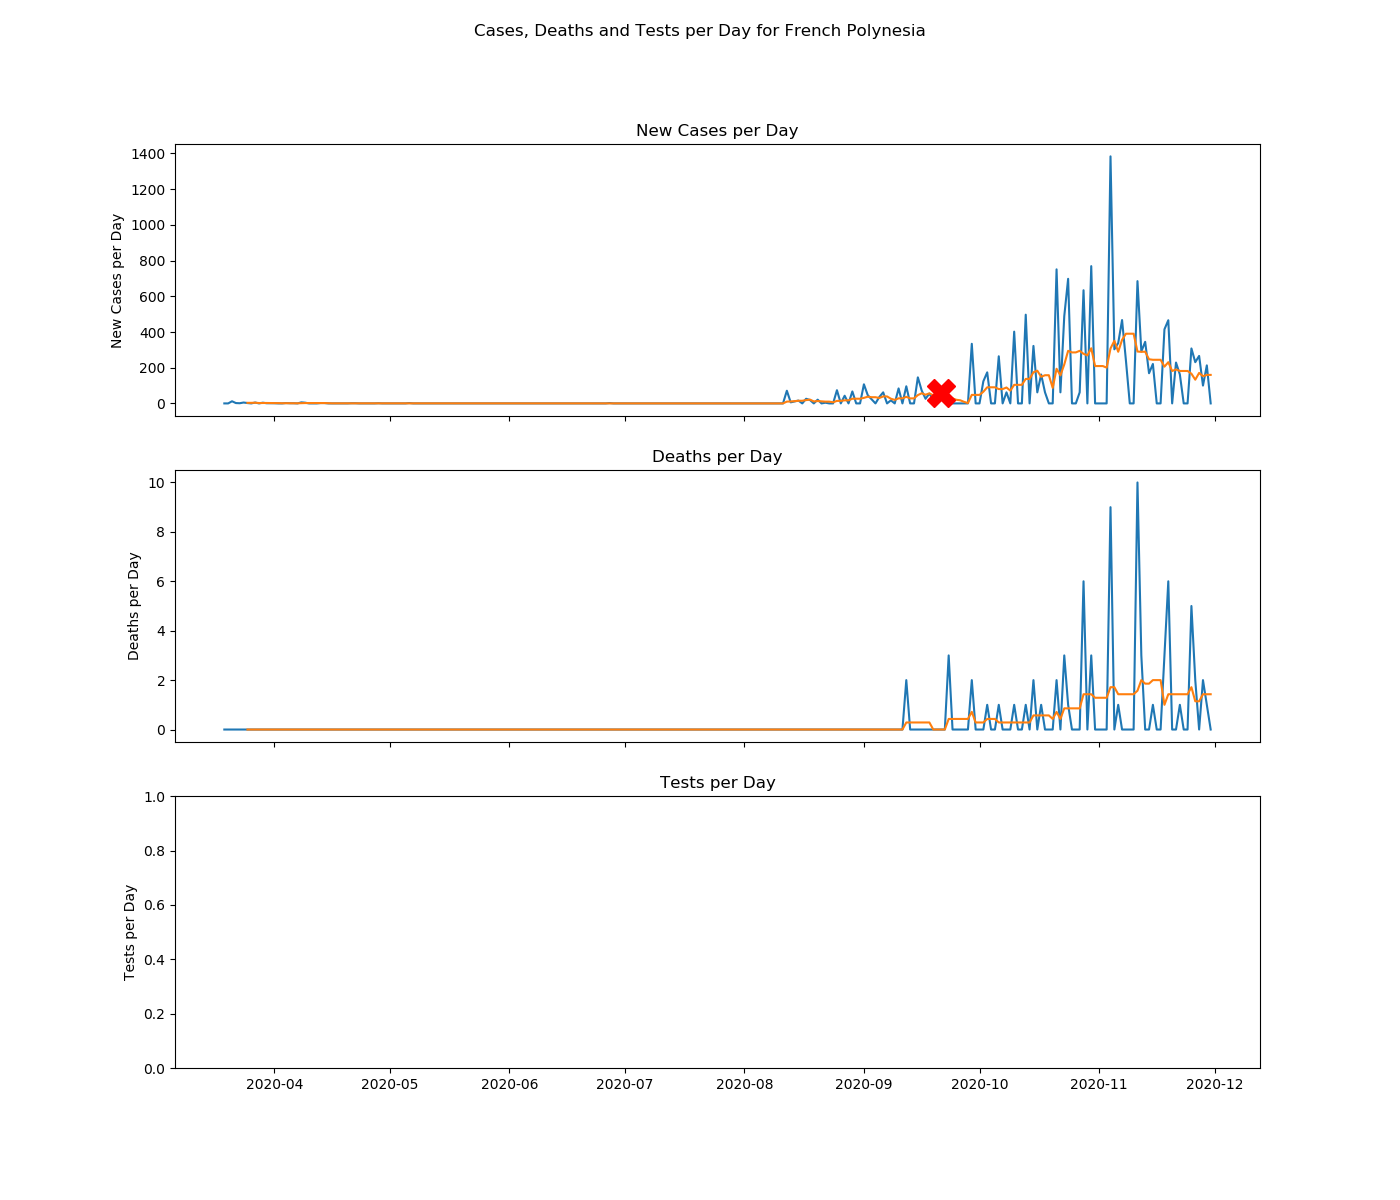 Cases, Deaths and Tests per Day for French Polynesia
New Cases per Day
1400
1200
1000
800
600
400
200
0
New Cases per Day
Deaths per Day
10
8
6
4
2
0
Deaths per Day
Tests per Day
1.0
0.8
0.6
0.4
0.2
0.0
Tests per Day
2020-04 2020-05 2020-06 2020-07 2020-08 2020-09 2020-10 2020-11 2020-12